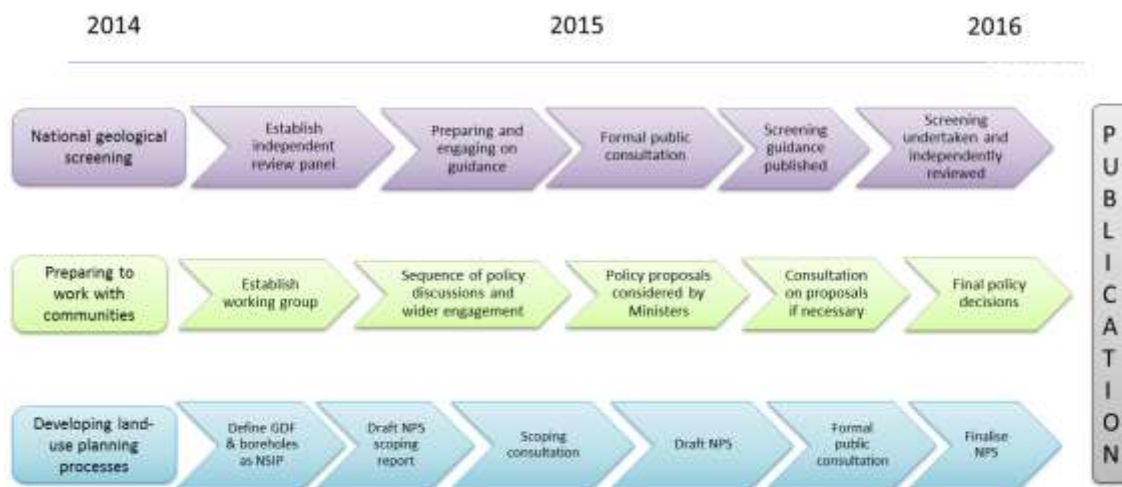 2014
2015
2016
National geological
screening
Establish
independent
review panel
Preparing and
engaging on
guidance
Formal public
consultation
Screening
guidance
published
Screening
undertaken and
independently
reviewed
Preparing to
work with
communities
Establish
working group
Sequence of policy
discussions and
wider engagement
Policy proposals
considered by
Ministers
Consultation
on proposals
if necessary
Final policy
decisions
Developing land-
use planning
processes
Define GDF
& boreholes
as NSIP
Draft NPS
scoping
report
Scoping
consultation
Draft NPS
Formal
public
consultation
Finalise
NPS
PUBLICATION